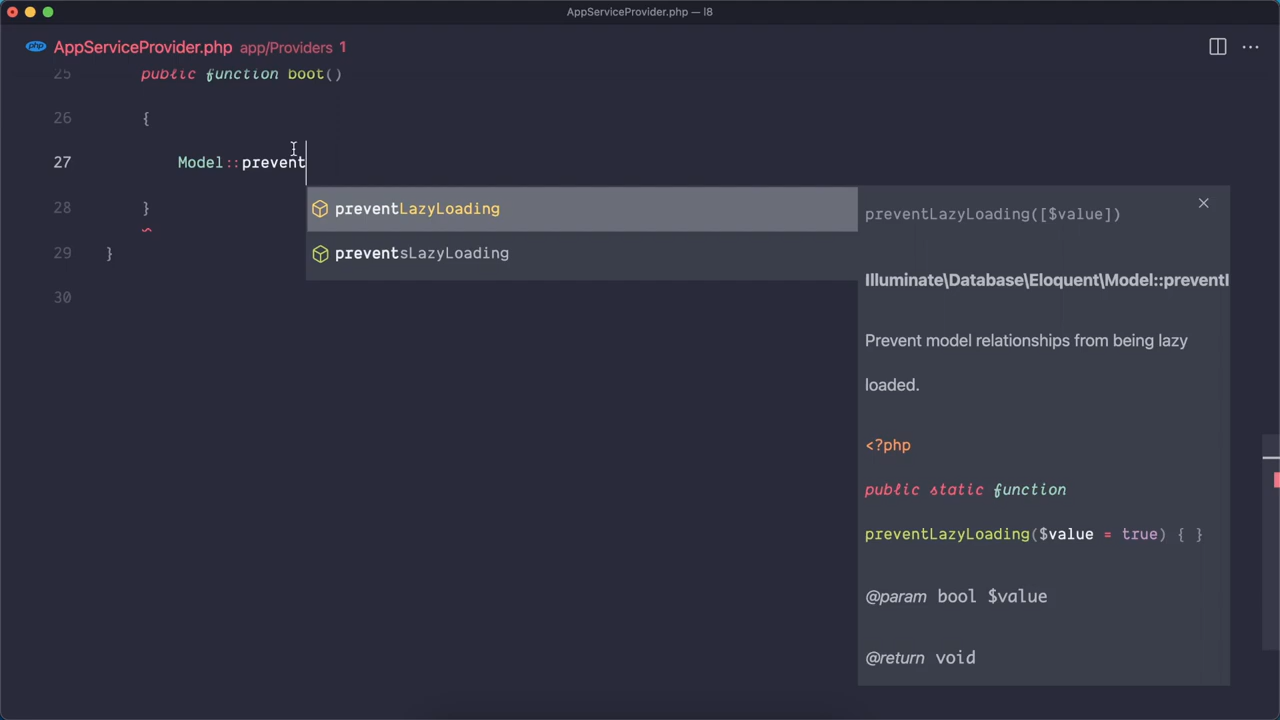 AppServiceProvider.php — l8
php AppServiceProvider.php app/Providers 1
25 public function boot()
26 {
27 Model::prevent
28 }
29 }
30
preventLazyLoading
preventsLazyLoading
preventLazyLoading([$value])
Illuminate\Database\Eloquent\Model::prevent
Prevent model relationships from being lazy
loaded.
<?php
public static function
preventLazyLoading($value = true) { }
@param bool $value
@return void